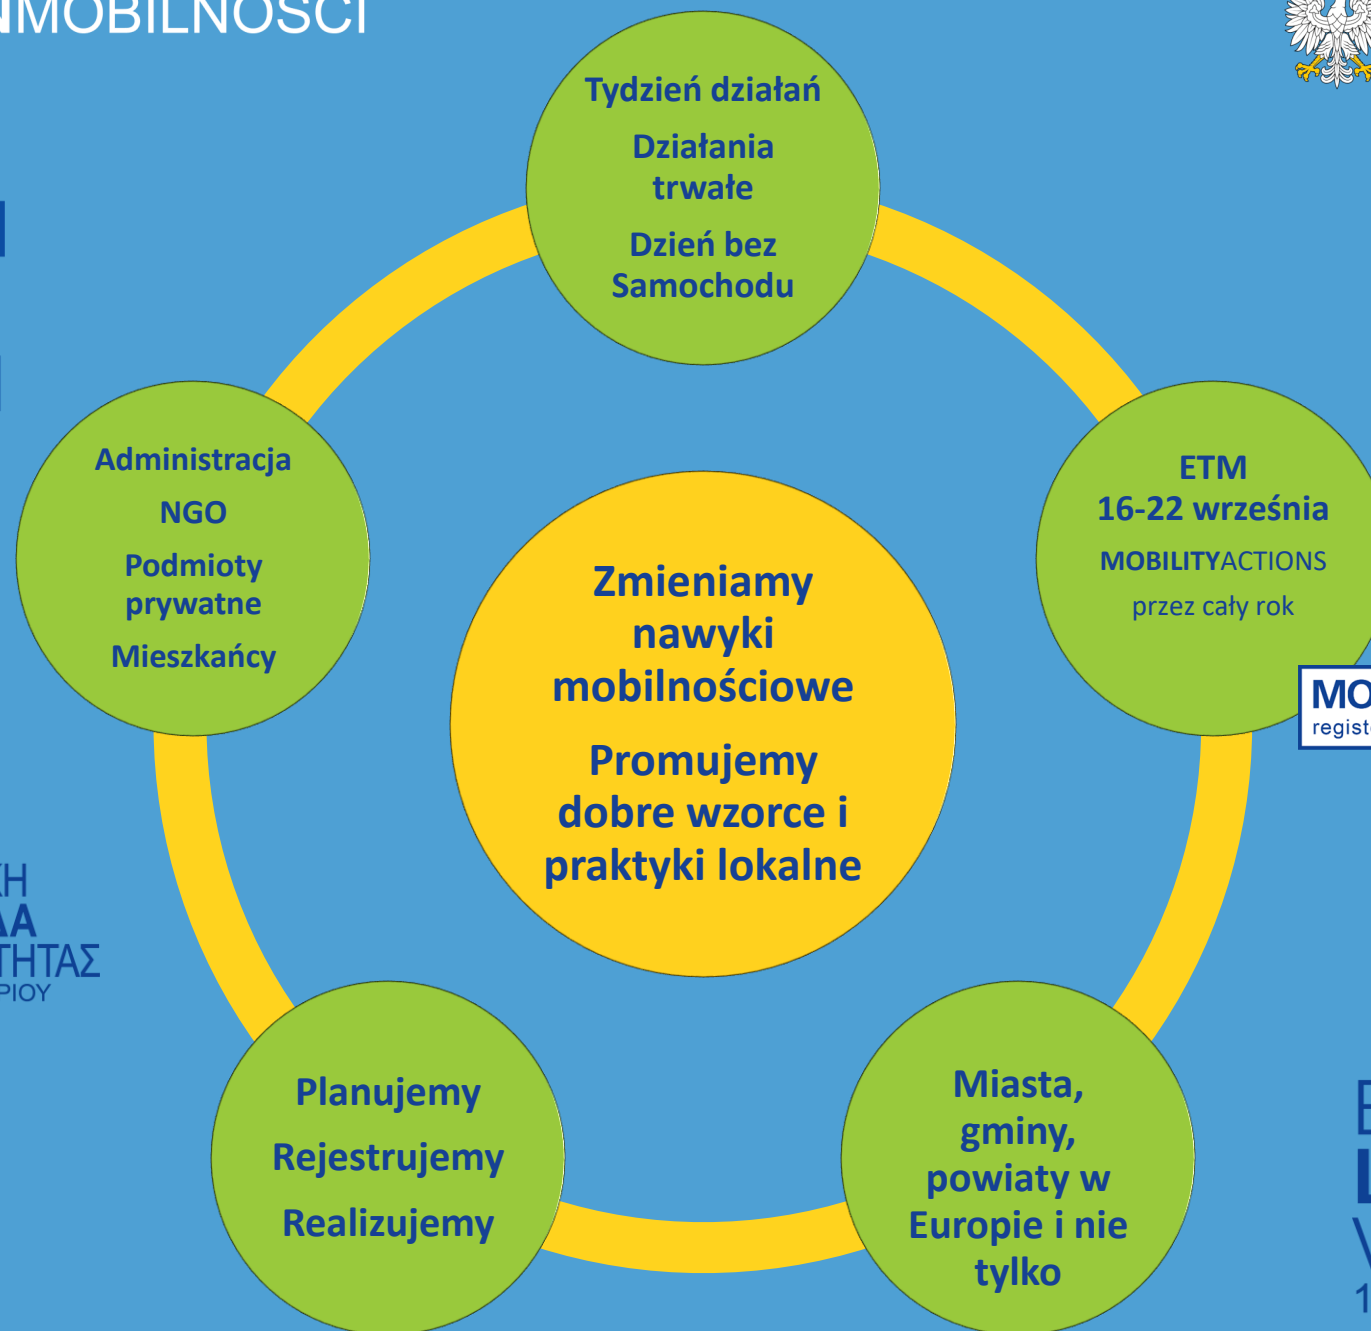 MOBILNOŚCI
Tydzień działań
Działania
trwałe
Dzień bez
Samochodu
Administracja
NGO
Podmioty
prywatne
Mieszkańcy
ETM
16-22 września
MOBILITYACTIONS
przez cały rok
Zmieniamy
nawyki
mobilnościowe
Promujemy
dobre wzorce i
praktyki lokalne
Planujemy
Rejestrujemy
Realizujemy
Miasta,
gminy,
powiaty w
Europie i nie
tylko